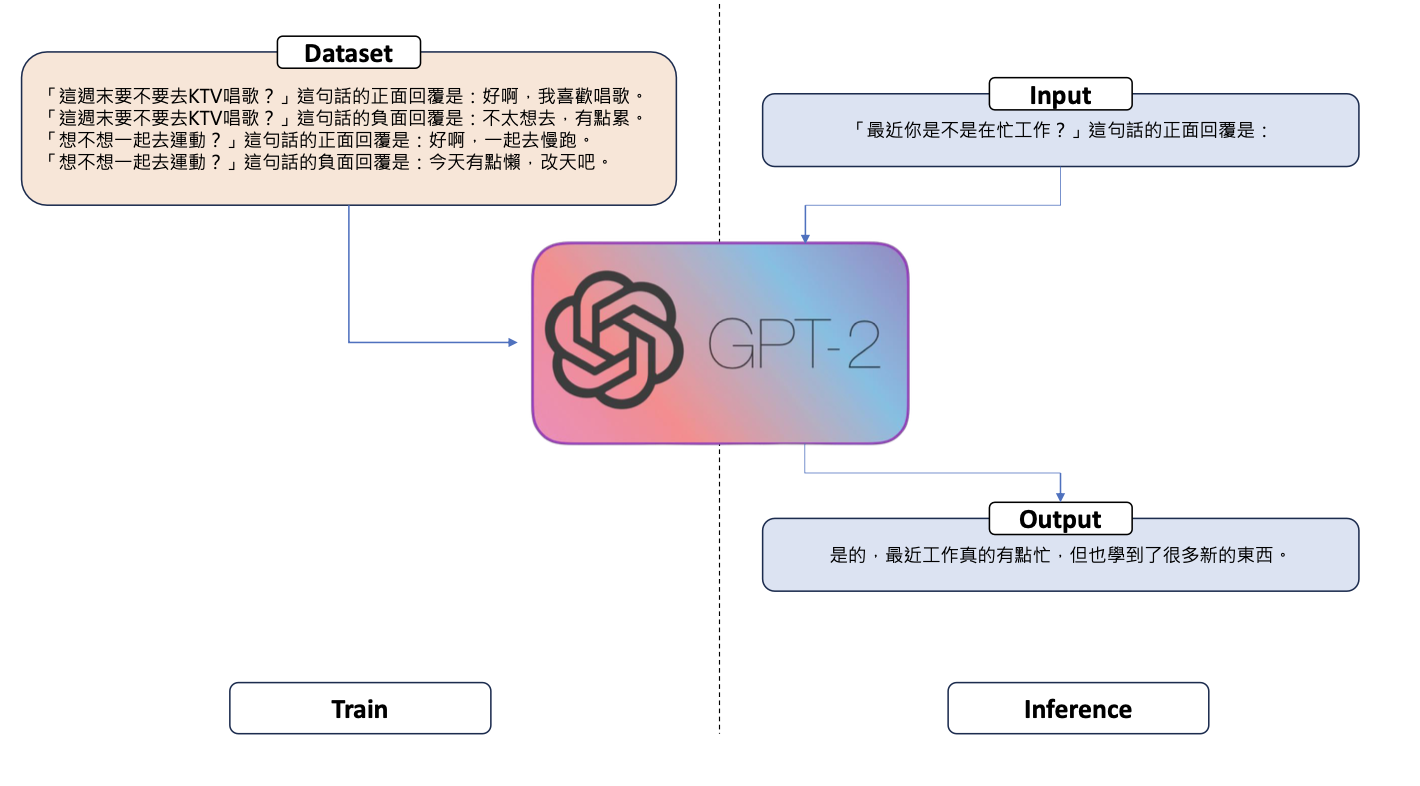 Dataset
「這週末要不要去KTV唱歌？」這句話的正面回覆是：好啊，我喜歡唱歌。
「這週末要不要去KTV唱歌？」這句話的負面回覆是：不太想去，有點累。
「想不想一起去運動？」這句話的正面回覆是：好啊，一起去慢跑。
「想不想一起去運動？」這句話的負面回覆是：今天有點懶，改天吧。
Input
「最近你是不是在忙工作？」這句話的正面回覆是：
GPT-2
Output
是的，最近工作真的有點忙，但也學到了很多新的東西。
Train
Inference